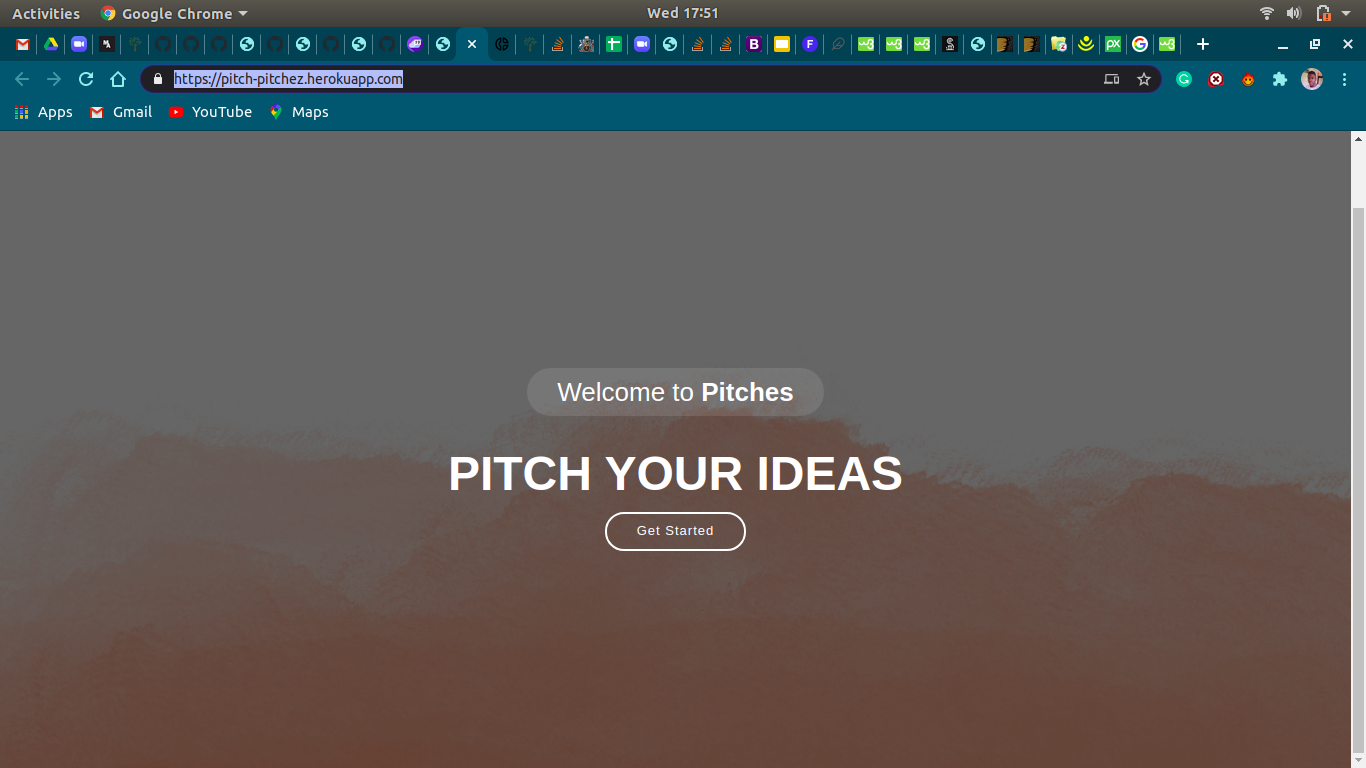 Activities Google Chrome Wed 17:51
https://pitch-pitchez.herokuapp.com
Apps Gmail YouTube Maps
Welcome to Pitches
PITCH YOUR IDEAS
Get Started